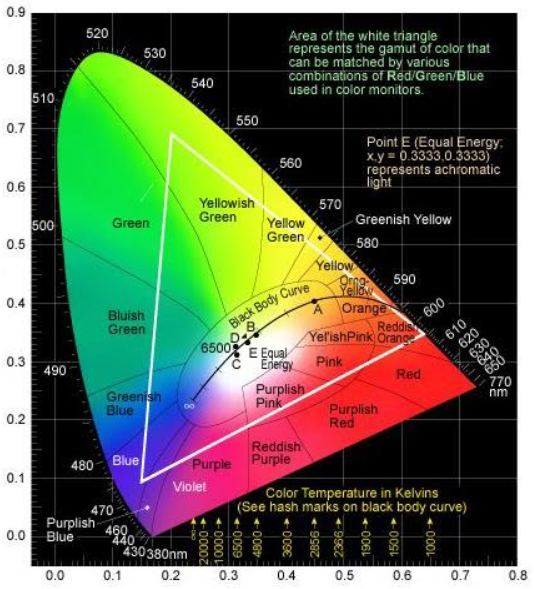 0.9
0.8
0.7
0.6
0.5
0.4
0.3
0.2
0.1
0.0
0.0
0.1
0.2
0.3
0.4
0.5
0.6
0.7
0.8
Area of the white triangle
represents the gamut of color that
can be matched by various
combinations of Red/Green/Blue
used in color monitors.
Point E (Equal Energy;
x,y = 0.3333,0.3333)
represents achromatic
light
520
530
540
550
560
570
580
590
600
610
620
510
500
490
480
470
460
440
430
380nm
770
nm
Green
Yellowish
Green
Yellow
Green
Greenish Yellow
Yellow
Orng-
Yellow
Orange
Reddish
Orange
Yel'ishPink
Pink
Red
Purplish
Pink
Purplish
Red
Reddish
Purple
Purple
Violet
Blue
Purplish
Blue
Greenish
Blue
Bluish
Green
Black Body Curve
A
B
D
6500
E
Equal
Energy
C
∞
Color Temperature in Kelvins
(See hash marks on black body curve)
∞
20000
10000
6500
4800
3600
2856
2366
1900
1500
1000